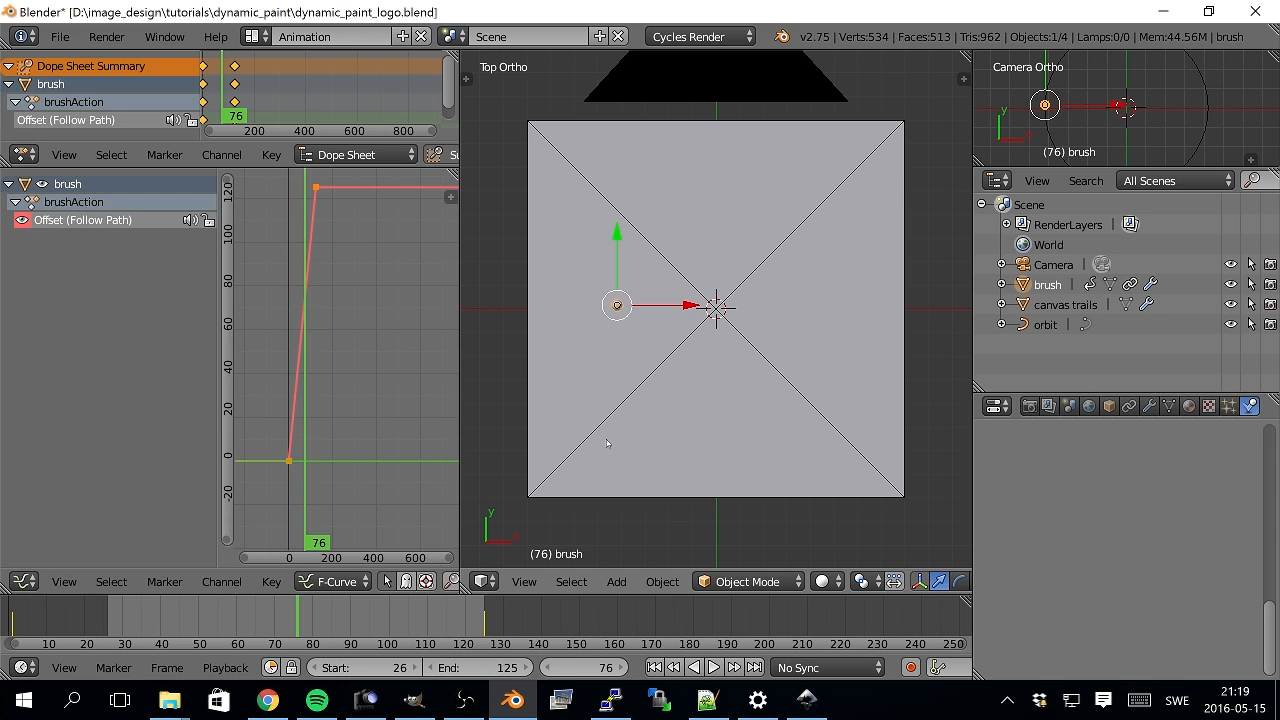 Blender* [D:\image_design\tutorials\dynamic_paint\dynamic_paint_logo.blend]
File Render Window Help Animation Scene Cycles Render v2.75 | Verts:534 | Faces:513 | Tris:962 | Objects:1/4 | Lamps:0/0 | Mem:44.56M | brush
Dope Sheet Summary
brush
brushAction
Offset (Follow Path)
76
200 400 600 800
View Select Marker Channel Key Dope Sheet
brush
brushAction
Offset (Follow Path)
120
100
80
60
40
20
0
-20
76
0 200 400 600
View Select Marker Channel Key F-Curve
Top Ortho
y
(76) brush
View Select Add Object Object Mode
Camera Ortho
y
(76) brush
View Search All Scenes
Scene
RenderLayers
World
Camera
brush
canvas trails
orbit
10 20 30 40 50 60 70 80 90 100 110 120 130 140 150 160 170 180 190 200 210 220 230 240 250
View Marker Frame Playback Start: 26 End: 125 76 No Sync
SWE
21:19
2016-05-15